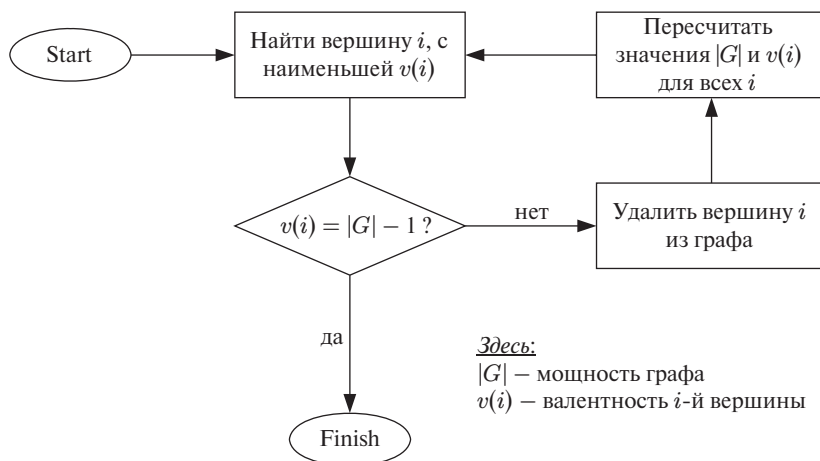 Start
Найти вершину i, с
наименьшей v(i)
Пересчитать
значения |G| и v(i)
для всех i
v(i) = |G| − 1 ?
нет
Удалить вершину i
из графа
да
Здесь:
|G| − мощность графа
v(i) − валентность i-й вершины
Finish